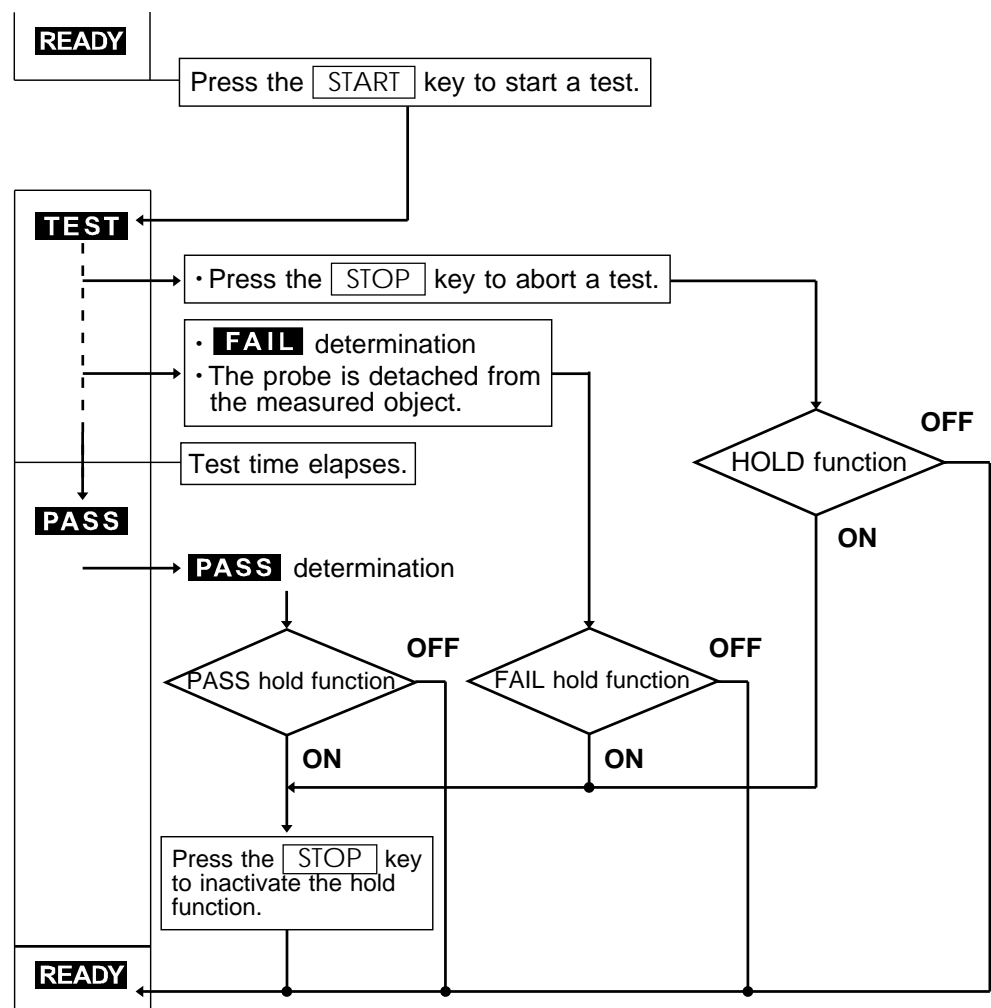 READY
Press the START key to start a test.
TEST
・Press the STOP key to abort a test.
・FAIL determination
・The probe is detached from
the measured object.
OFF
HOLD function
Test time elapses.
PASS
ON
PASS determination
OFF
OFF
PASS hold function
FAIL hold function
ON
ON
Press the STOP key
to inactivate the hold
function.
READY